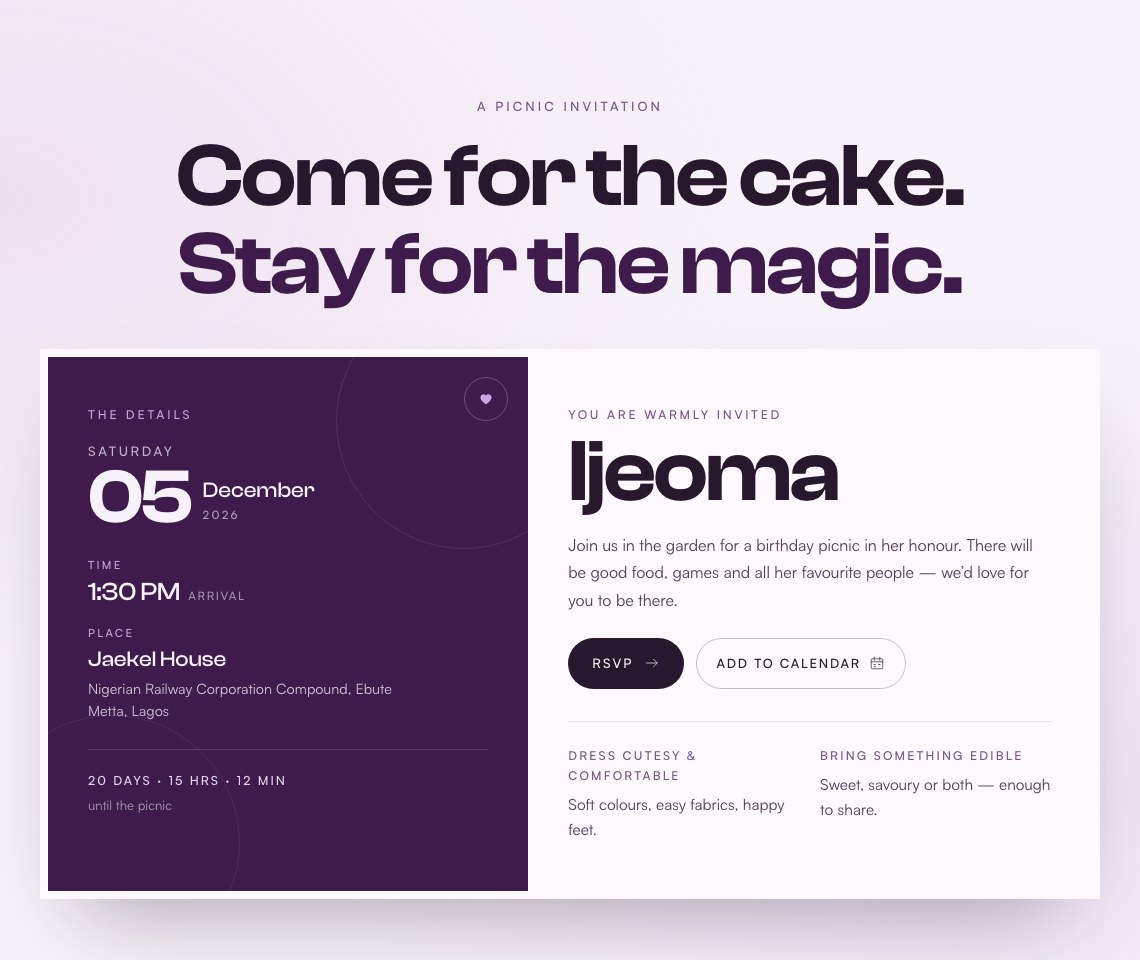 A PICNIC INVITATION
Come for the cake.
Stay for the magic.
THE DETAILS
SATURDAY
05
December
2026
TIME
1:30 PM ARRIVAL
PLACE
Jaekel House
Nigerian Railway Corporation Compound, Ebute
Metta, Lagos
20 DAYS • 15 HRS • 12 MIN
until the picnic
YOU ARE WARMLY INVITED
Ijeoma
Join us in the garden for a birthday picnic in her honour. There will
be good food, games and all her favourite people — we’d love for
you to be there.
RSVP
ADD TO CALENDAR
DRESS CUTESY &
COMFORTABLE
Soft colours, easy fabrics, happy
feet.
BRING SOMETHING EDIBLE
Sweet, savoury or both — enough
to share.